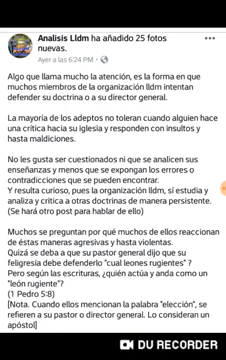 Analisis Lldm ha añadido 25 fotos
nuevas.
Ayer a las 6:24 PM ·
Algo que llama mucho la atención, es la forma en que
muchos miembros de la organización lldm intentan
defender su doctrina o a su director general.
La mayoría de los adeptos no toleran cuando alguien hace
una crítica hacía su iglesia y responden con insultos y
hasta maldiciones.
No les gusta ser cuestionados ni que se analicen sus
enseñanzas y menos que se expongan los errores o
contradicciones que se pueden encontrar.
Y resulta curioso, pues la organización lldm, sí estudia y
analiza y critica a otras doctrinas de manera persistente.
(Se hará otro post para hablar de ello)
Muchos se preguntan por qué muchos de ellos reaccionan
de éstas maneras agresivas y hasta violentas.
Quizá se deba a que su pastor general dijo que su
feligresía debe defenderlo "cual leones rugientes" ?
Pero según las escrituras, ¿quién actúa y anda como un
"león rugiente"?
(1 Pedro 5:8)
[Nota. Cuando ellos mencionan la palabra "elección", se
refieren a su pastor o director general. Lo consideran un
apóstol]
DU RECORDER